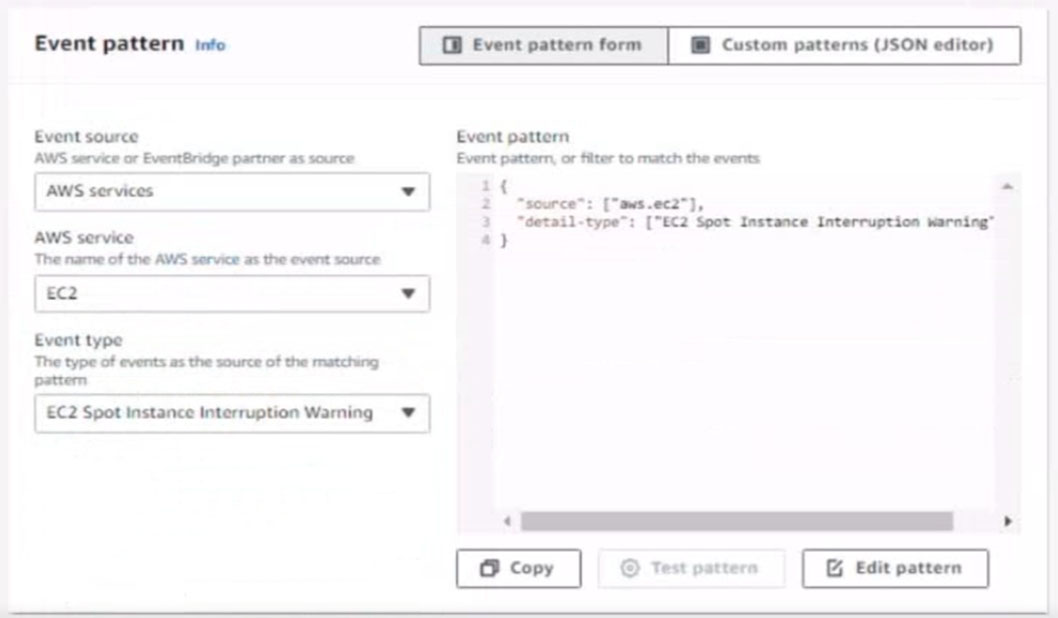 Event pattern Info
Event pattern form
Custom patterns (JSON editor)
Event source
AWS service or EventBridge partner as source
AWS services
AWS service
The name of the AWS service as the event source
EC2
Event type
The type of events as the source of the matching
pattern
EC2 Spot Instance Interruption Warning
Event pattern
Event pattern, or filter to match the events
1 {
2 "source": ["aws.ec2"],
3 "detail-type": ["EC2 Spot Instance Interruption Warning"
4 }
Copy
Test pattern
Edit pattern